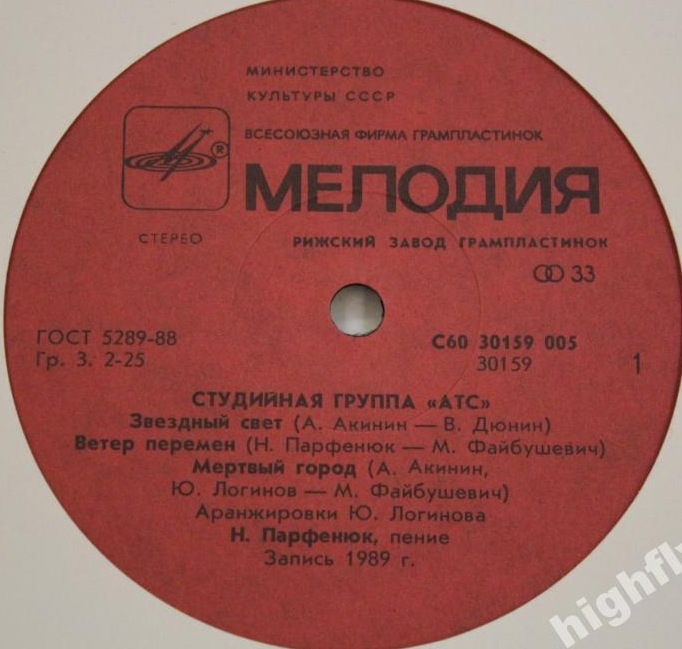 МИНИСТЕРСТВО
КУЛЬТУРЫ СССР
ВСЕСОЮЗНАЯ ФИРМА ГРАМПЛАСТИНОК
®
МЕЛОДИЯ
СТЕРЕО
РИЖСКИЙ ЗАВОД ГРАМПЛАСТИНОК
33
ГОСТ 5289-88
С60 30159 005
Гр. 3. 2-25
30159
1
СТУДИЙНАЯ ГРУППА «АТС»
Звездный свет (А. Акинин — В. Дюнин)
Ветер перемен (Н. Парфенюк — М. Файбушевич)
Мертвый город (А. Акинин,
Ю. Логинов — М. Файбушевич)
Аранжировки Ю. Логинова
Н. Парфенюк, пение
Запись 1989 г.